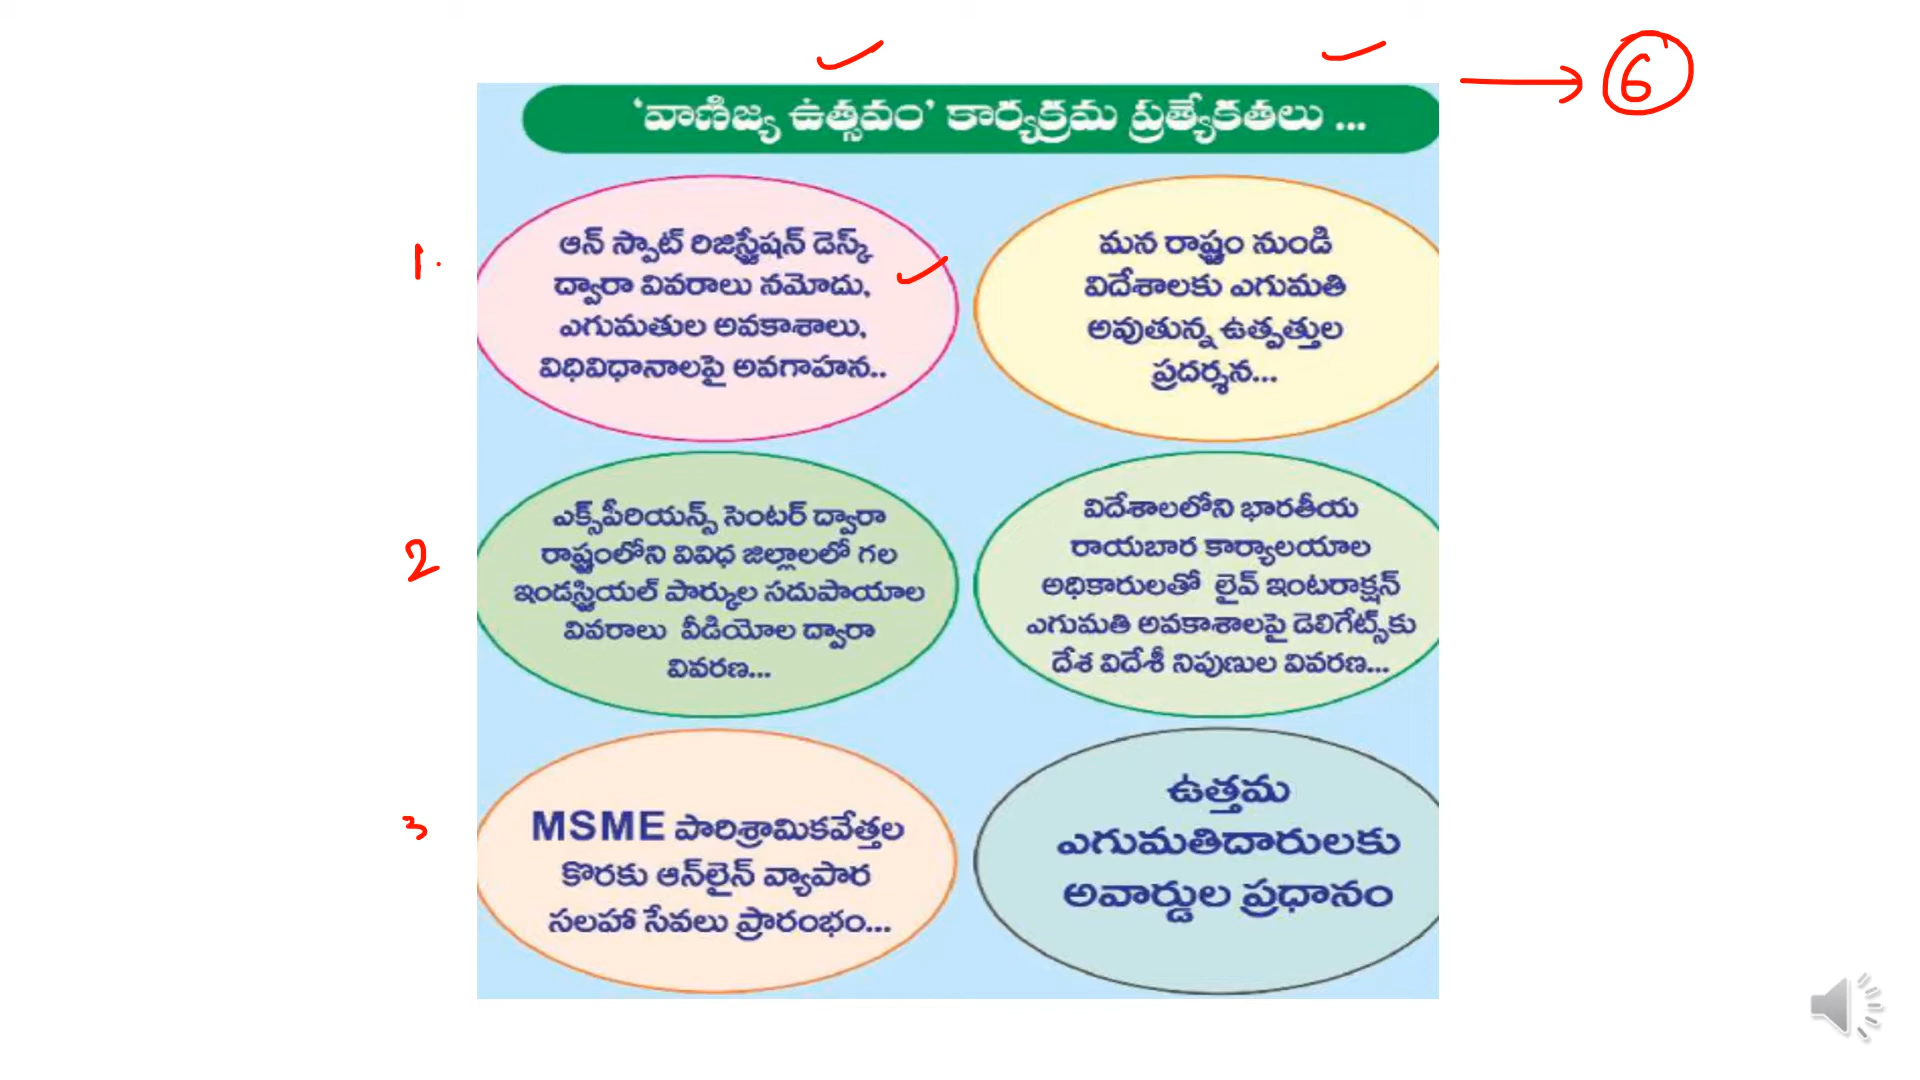 6
‘వాణిజ్య ఉత్సవం’ కార్యక్రమ ప్రత్యేకతలు ...
1.
ఆన్ స్పాట్ రిజిస్ట్రేషన్ డెస్క్
ద్వారా వివరాలు నమోదు,
ఎగుమతుల అవకాశాలు,
విధివిధానాలపై అవగాహన..
మన రాష్ట్రం నుండి
విదేశాలకు ఎగుమతి
అవుతున్న ఉత్పత్తుల
ప్రదర్శన...
2
ఎక్స్‌పీరియన్స్ సెంటర్ ద్వారా
రాష్ట్రంలోని వివిధ జిల్లాలలో గల
ఇండస్ట్రియల్ పార్కుల సదుపాయాల
వివరాలు వీడియోల ద్వారా
వివరణ...
విదేశాలలోని భారతీయ
రాయబార కార్యాలయాల
అధికారులతో లైవ్ ఇంటరాక్షన్
ఎగుమతి అవకాశాలపై డెలిగేట్స్‌కు
దేశ విదేశీ నిపుణుల వివరణ...
3
MSME పారిశ్రామికవేత్తల
కొరకు ఆన్‌లైన్ వ్యాపార
సలహా సేవలు ప్రారంభం...
ఉత్తమ
ఎగుమతిదారులకు
అవార్డుల ప్రధానం